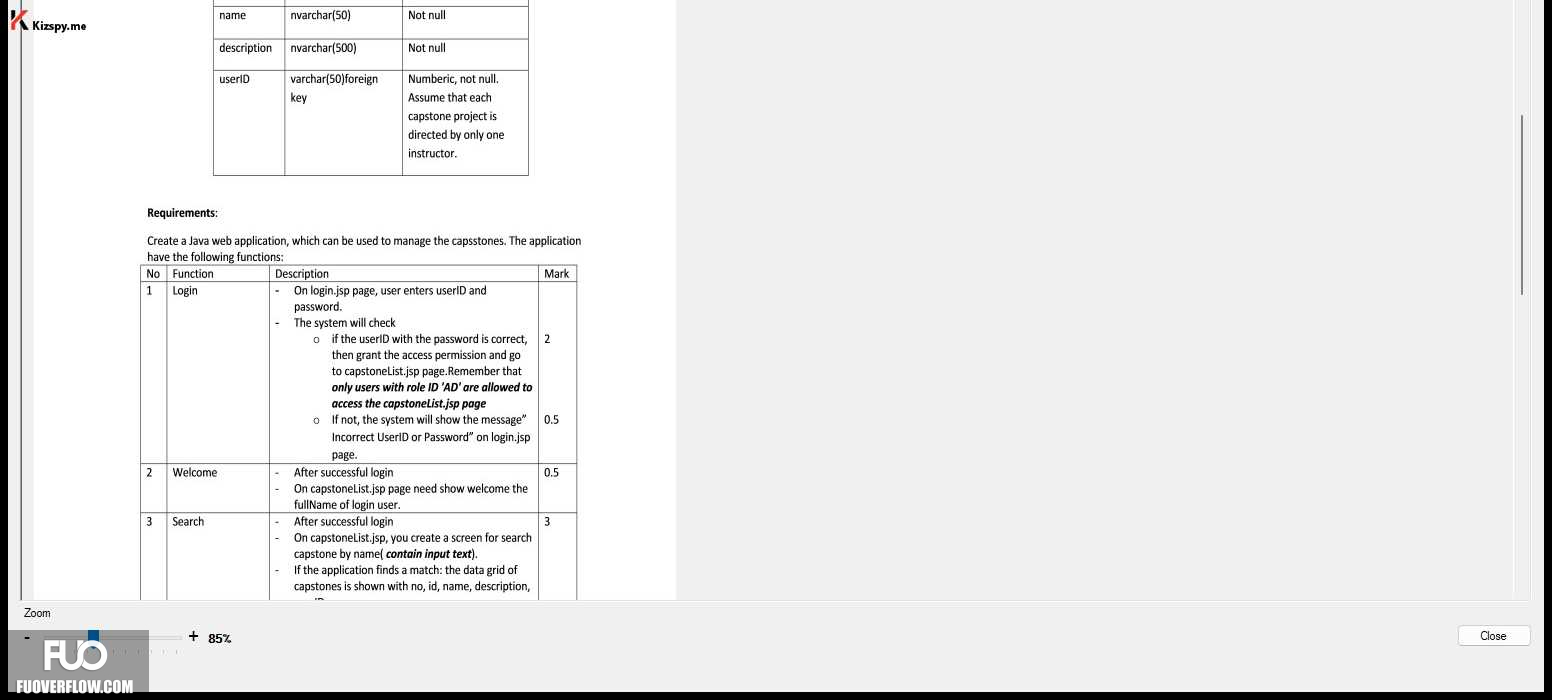 Kizspy.me
name nvarchar(50) Not null
description nvarchar(500) Not null
userID varchar(50)foreign Numberic, not null.
key Assume that each
capstone project is
directed by only one
instructor.
Requirements:
Create a Java web application, which can be used to manage the capsstones. The application
have the following functions:
No Function Description Mark
1 Login - On login.jsp page, user enters userID and
password.
- The system will check
o if the userID with the password is correct, 2
then grant the access permission and go
to capstoneList.jsp page.Remember that
only users with role ID 'AD' are allowed to
access the capstoneList.jsp page
o If not, the system will show the message” 0.5
Incorrect UserID or Password” on login.jsp
page.
2 Welcome - After successful login 0.5
- On capstoneList.jsp page need show welcome the
fullName of login user.
3 Search - After successful login 3
- On capstoneList.jsp, you create a screen for search
capstone by name( contain input text).
- If the application finds a match: the data grid of
capstones is shown with no, id, name, description,
Zoom
- + 85%
Close
FUO
FUOVERFLOW.COM